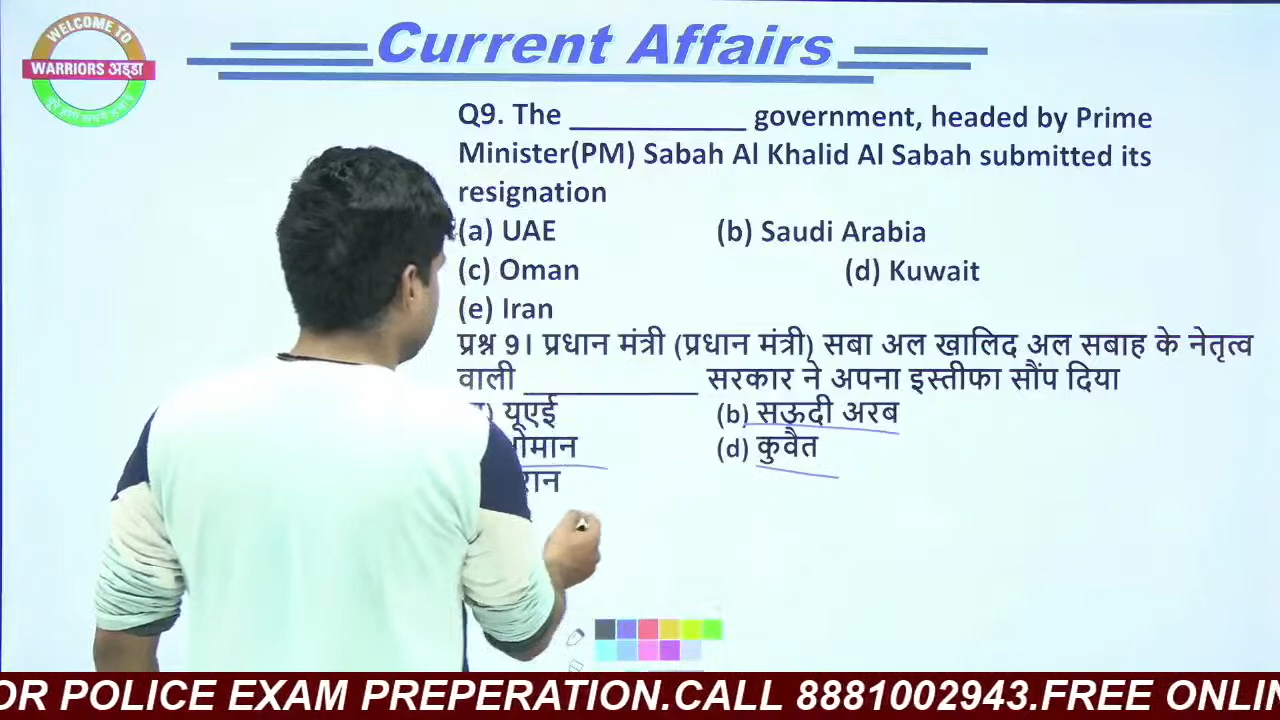 WELCOME TO
WARRIORS अड्डा
Current Affairs
Q9. The ____________ government, headed by Prime
Minister(PM) Sabah Al Khalid Al Sabah submitted its
resignation
(a) UAE (b) Saudi Arabia
(c) Oman (d) Kuwait
(e) Iran
प्रश्न 9। प्रधान मंत्री (प्रधान मंत्री) सबा अल खालिद अल सबाह के नेतृत्व
वाली ____________ सरकार ने अपना इस्तीफा सौंप दिया
यूएई (b) सऊदी अरब
(d) कुवैत
OR POLICE EXAM PREPERATION.CALL 8881002943.FREE ONLIN